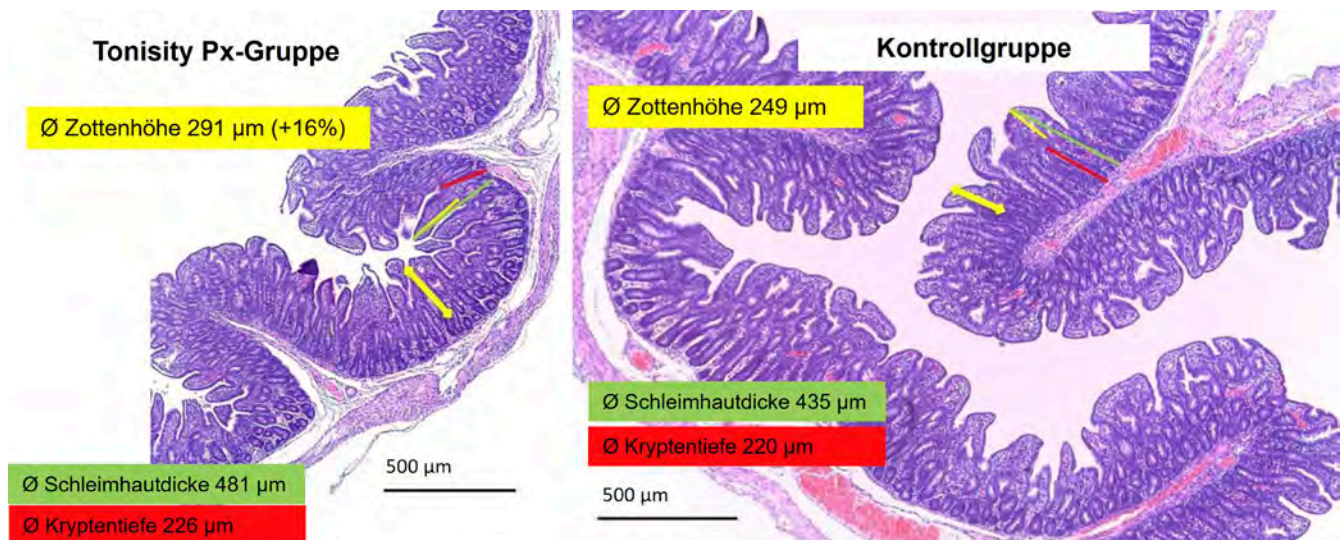 Tonisity Px-Gruppe
Ø Zottenhöhe 291 µm (+16%)
500 µm
Ø Schleimhautdicke 481 µm
Ø Kryptentiefe 226 µm
Kontrollgruppe
Ø Zottenhöhe 249 µm
Ø Schleimhautdicke 435 µm
Ø Kryptentiefe 220 µm
500 µm